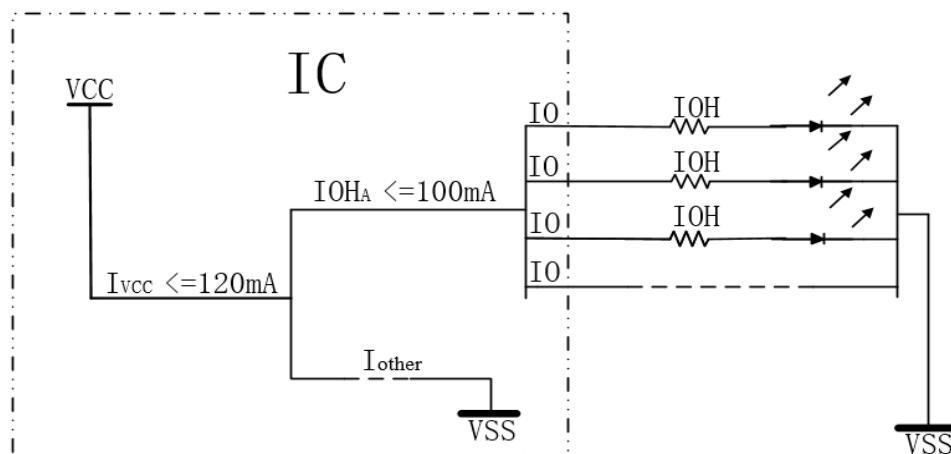 IC
VCC
IO IOH
IO IOH
IOHA <=100mA
IO IOH
IO
IVCC <=120mA
Iother
VSS
VSS